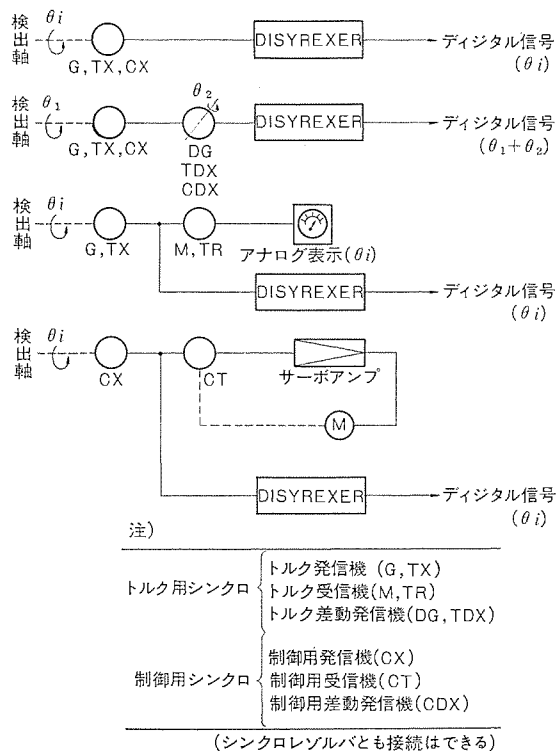 検出軸
θi
G,TX,CX
DISYREXER
ディジタル信号
(θi)
検出軸
θ1
G,TX,CX
θ2
DG
TDX
CDX
DISYREXER
ディジタル信号
(θ1+θ2)
検出軸
θi
G,TX
M,TR
アナログ表示(θi)
DISYREXER
ディジタル信号
(θi)
検出軸
θi
CX
CT
サーボアンプ
M
DISYREXER
ディジタル信号
(θi)
注)
トルク用シンクロ
トルク発信機 (G,TX)
トルク受信機(M,TR)
トルク差動発信機(DG,TDX)
制御用シンクロ
制御用発信機(CX)
制御用受信機(CT)
制御用差動発信機(CDX)
(シンクロレゾルバとも接続はできる)